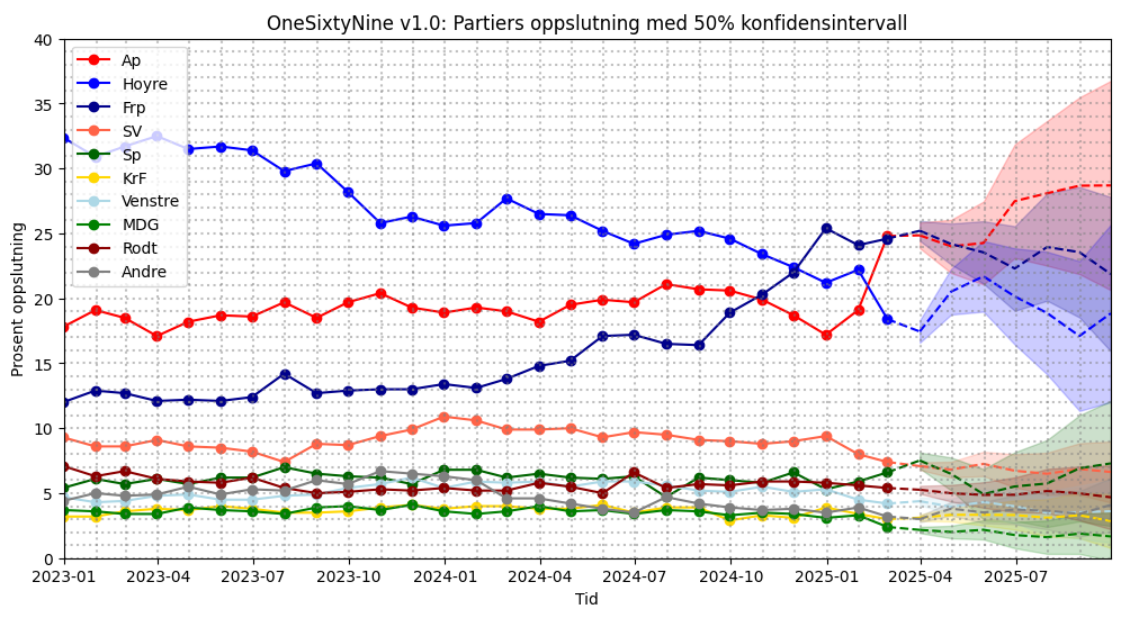 OneSixtyNine v1.0: Partiers oppslutning med 50% konfidensintervall
Prosent oppslutning
40
35
30
25
20
15
10
5
0
Ap
Hoyre
Frp
SV
Sp
KrF
Venstre
MDG
Rodt
Andre
2023-01 2023-04 2023-07 2023-10 2024-01 2024-04 2024-07 2024-10 2025-01 2025-04 2025-07
Tid